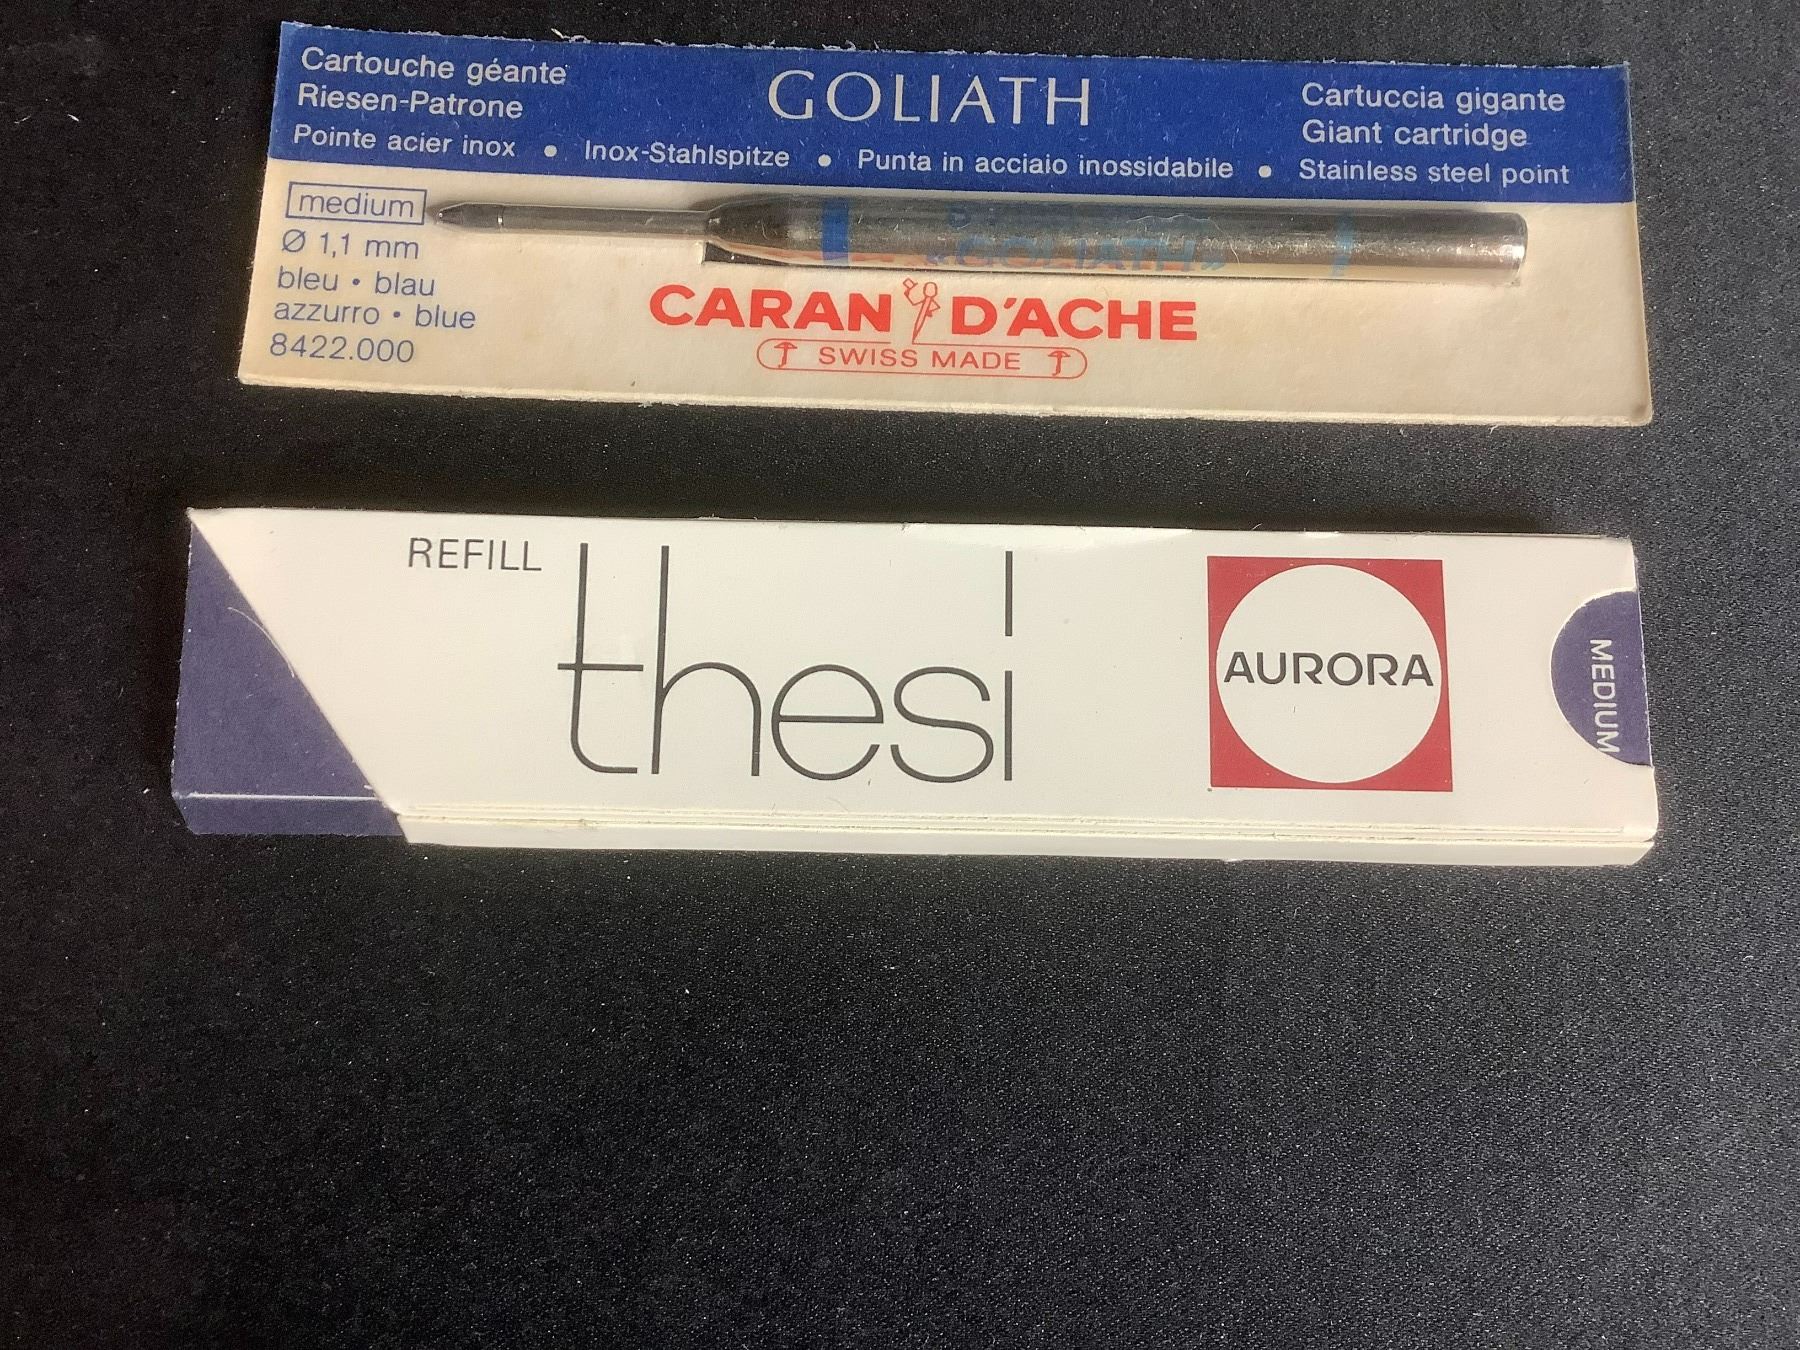 Cartouche géante
Riesen-Patrone
GOLIATH
Cartuccia gigante
Giant cartridge
Pointe acier inox • Inox-Stahlspitze • Punta in acciaio inossidabile • Stainless steel point
medium
Ø 1,1 mm
bleu • blau
azzurro • blue
8422.000
«GOLIATH»
CARAN D'ACHE
SWISS MADE
REFILL
thesi
AURORA
MEDIUM